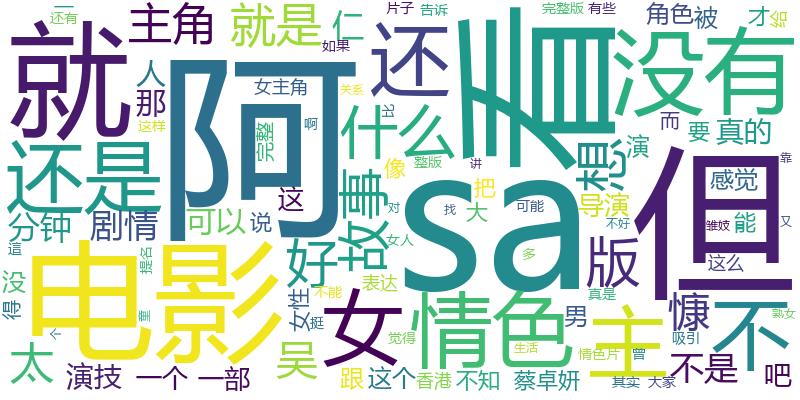 就
阿
看
sa
但
电影
没有
还是
还
情色
女
主
不
版
好
故事
什么
想
主角
就是
仁
分钟
剧情
可以
说
这
那
人
女主角
完整
啊
如果
关系
这样
还有
一
片子
告诉
完整版
有些
角色
被
才
给
而
要
真的
演
感觉
能
雏妓
靠
又
这么
导演
不好
把
大
可能
讲
找
多
像
整版
比
对
女人
表达
不能
女性
挺
觉得
男
慷
吸引
真是
熟女
情色片
生活
曾
不是
吧
其实
大家
蔡卓妍
不知
香港
这个
跟
吴
一部
一个
演技
太
没
得
這
提名
童
个